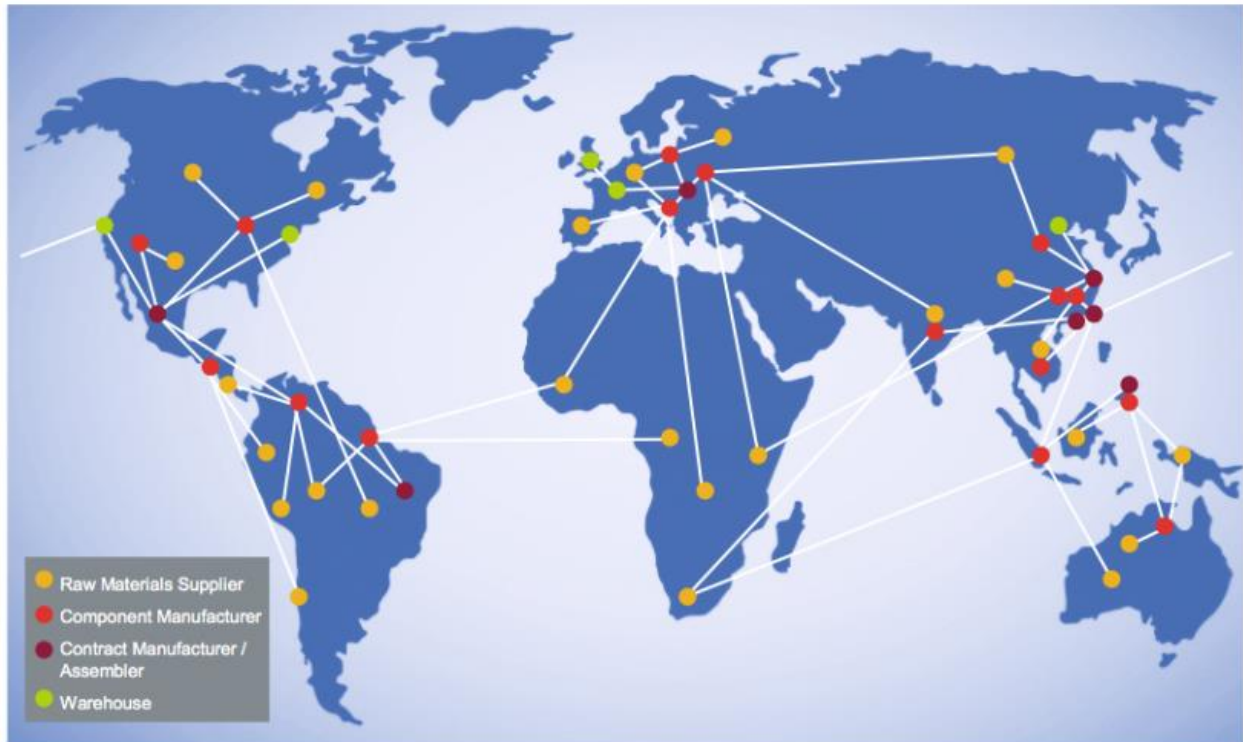 Raw Materials Supplier
Component Manufacturer
Contract Manufacturer /
Assembler
Warehouse